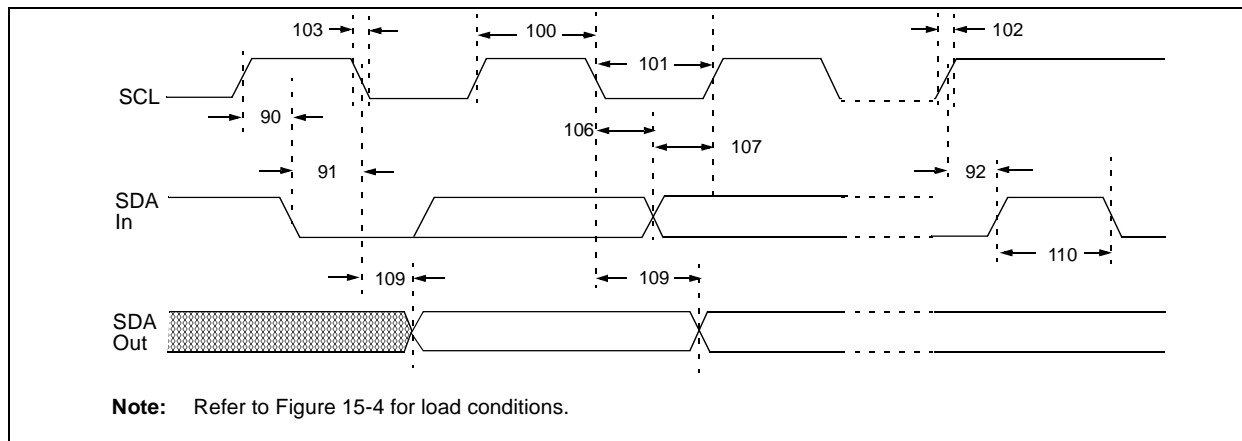 103
100
102
101
SCL
90
106
107
91
92
SDA
In
110
109
109
SDA
Out
Note: Refer to Figure 15-4 for load conditions.